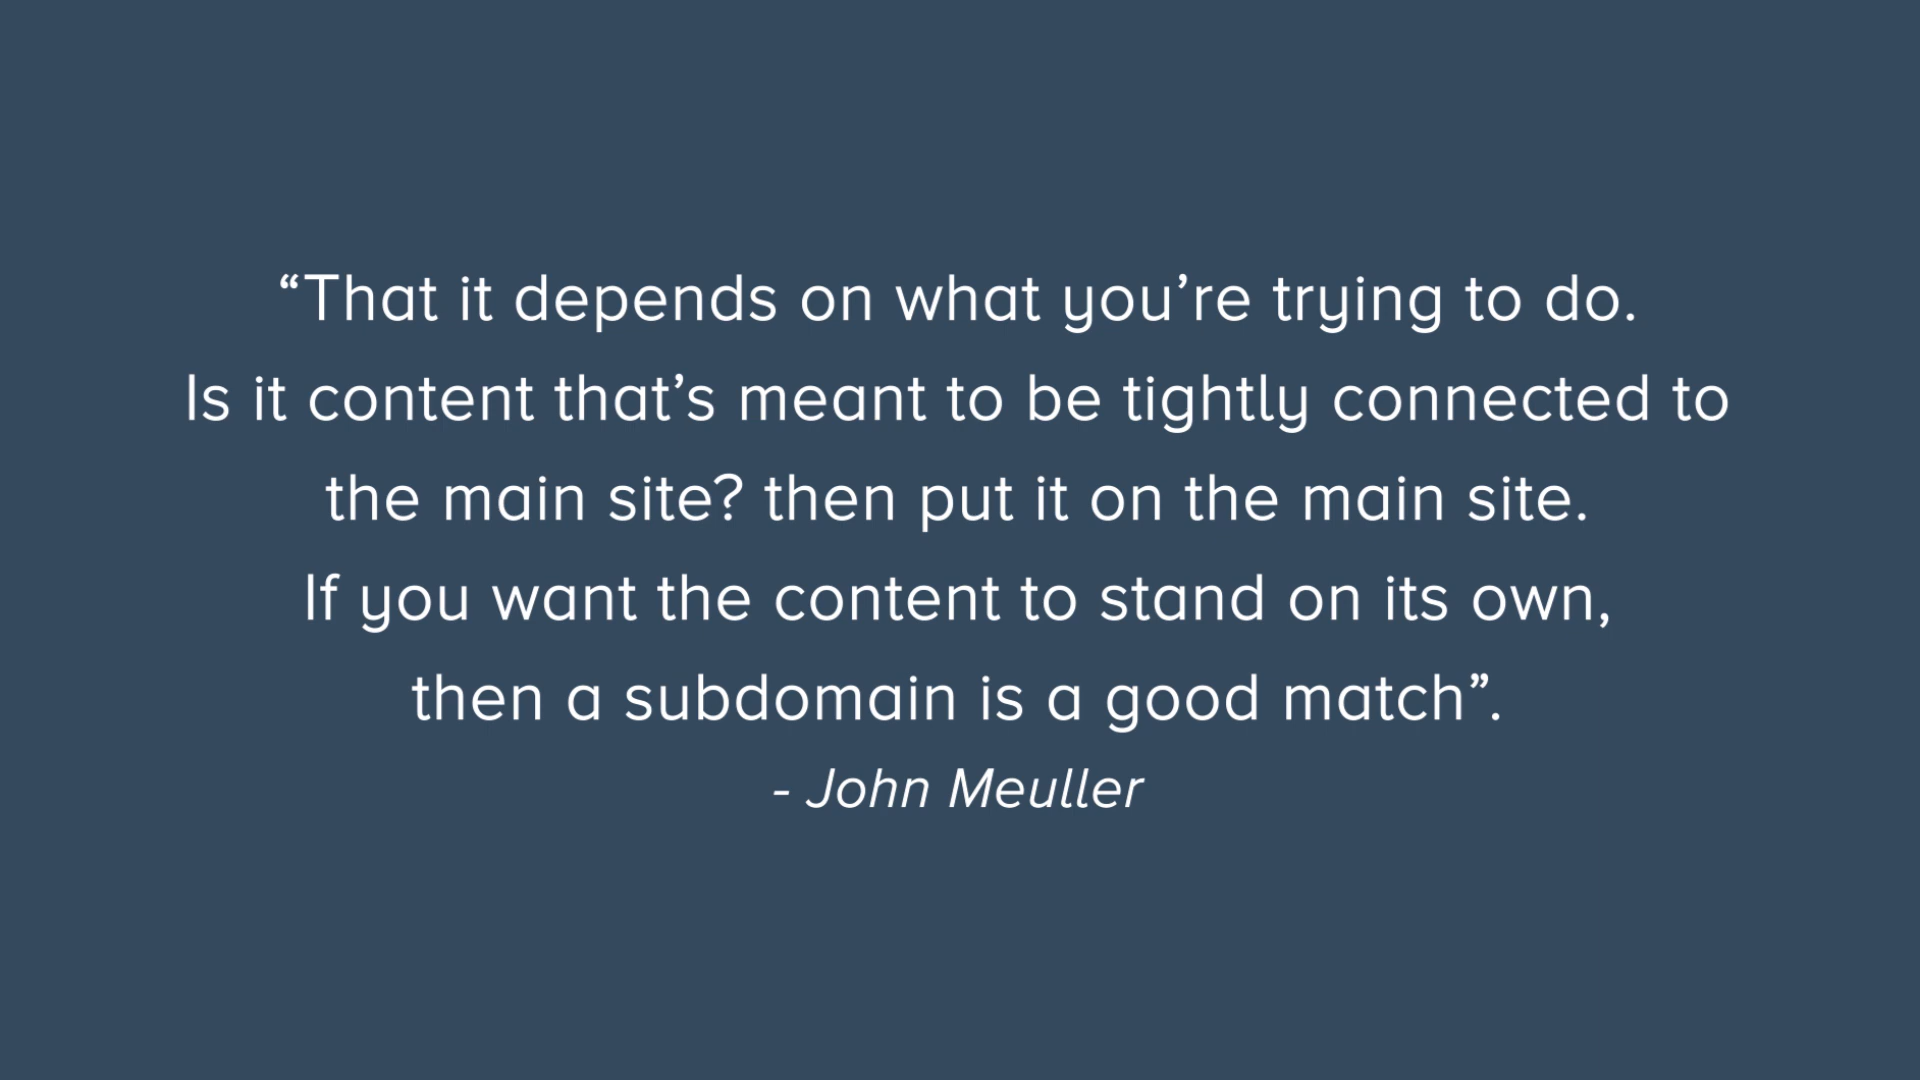 “That it depends on what you’re trying to do.
Is it content that’s meant to be tightly connected to
the main site? then put it on the main site.
If you want the content to stand on its own,
then a subdomain is a good match”.
- John Meuller